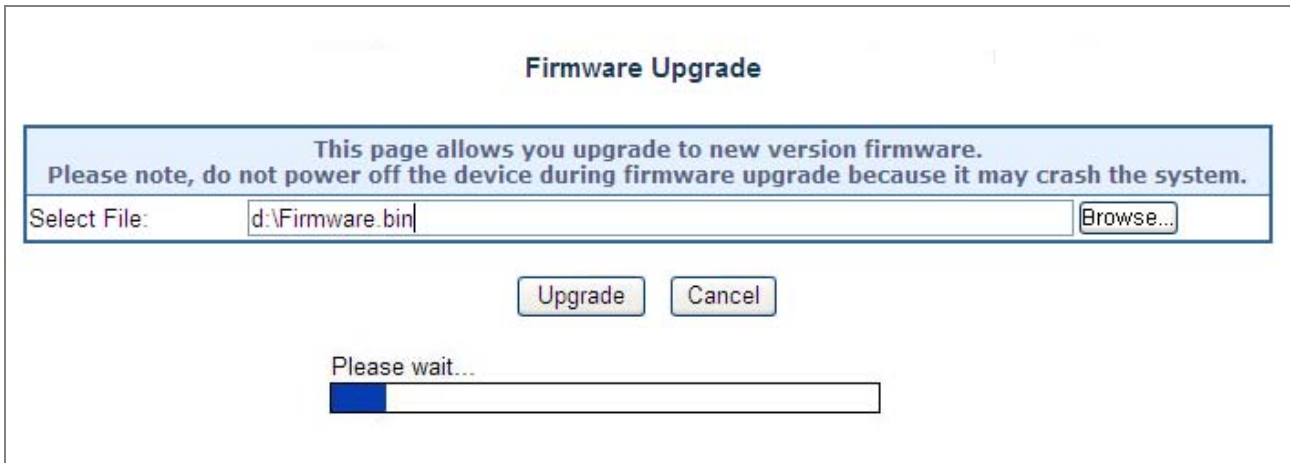 Firmware Upgrade
This page allows you upgrade to new version firmware.
Please note, do not power off the device during firmware upgrade because it may crash the system.
Select File: d:\Firmware.bin Browse...
Upgrade Cancel
Please wait...